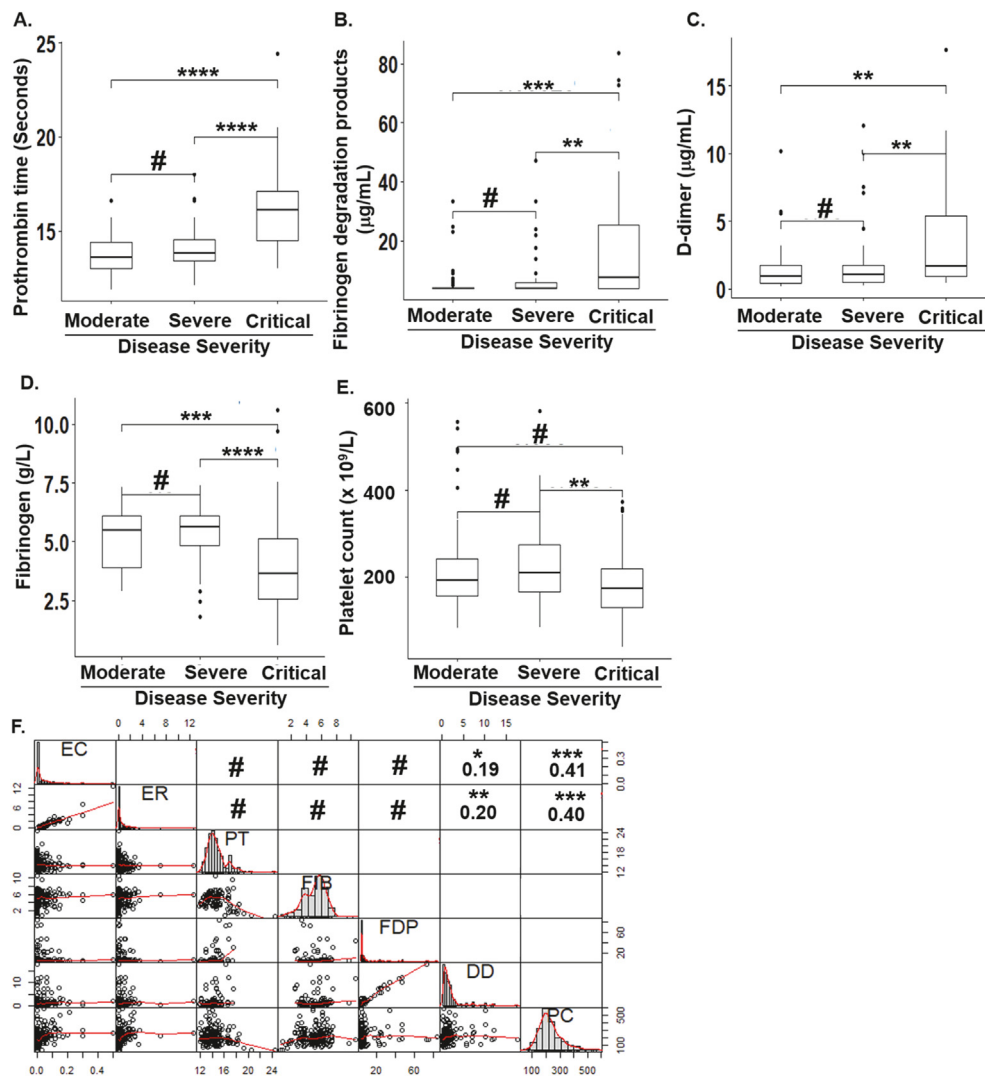 A.
Prothrombin time (Seconds)
25
20
15
****
****
#
Moderate Severe Critical
Disease Severity
B.
Fibrinogen degradation products
(µg/mL)
80
60
40
20
***
**
#
Moderate Severe Critical
Disease Severity
C.
D-dimer (µg/mL)
15
10
5
0
**
**
#
Moderate Severe Critical
Disease Severity
D.
Fibrinogen (g/L)
10.0
7.5
5.0
2.5
***
****
#
Moderate Severe Critical
Disease Severity
E.
Platelet count (x 10⁹/L)
600
400
200
#
**
#
Moderate Severe Critical
Disease Severity
F.
0 4 8 12
2 4 6 8
0 5 10 15
EC # # # * ***
0.19 0.41
0.0 0.3
12
6
0
ER # # # ** ***
0.20 0.40
PT
12 16 20 24
10
6
2
FIB
FDP
20 60
10
0
DD
PC
100 500
0.0 0.2 0.4
12 16 20 24
20 60
100 300 500